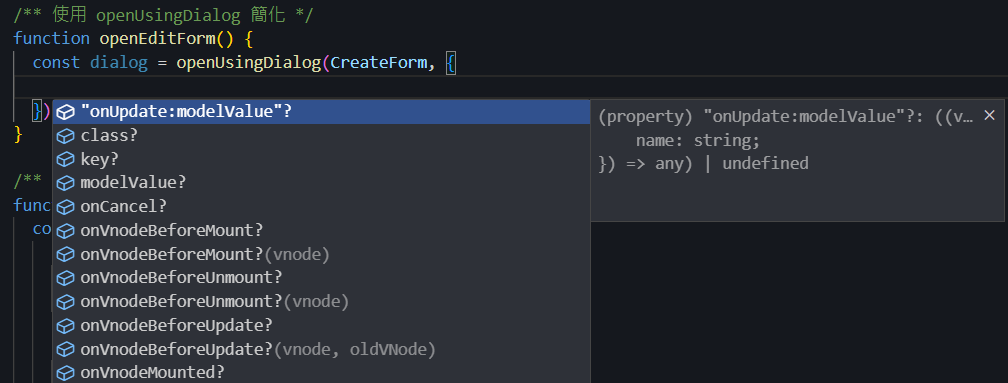 /** 使用 openUsingDialog 簡化 */
function openEditForm() {
const dialog = openUsingDialog(CreateForm, {
})
}
/**
func
co
"onUpdate:modelValue"?
class?
key?
modelValue?
onCancel?
onVnodeBeforeMount?
onVnodeBeforeMount?(vnode)
onVnodeBeforeUnmount?
onVnodeBeforeUnmount?(vnode)
onVnodeBeforeUpdate?
onVnodeBeforeUpdate?(vnode, oldVNode)
onVnodeMounted?
(property) "onUpdate:modelValue"?: ((v…
name: string;
}) => any) | undefined